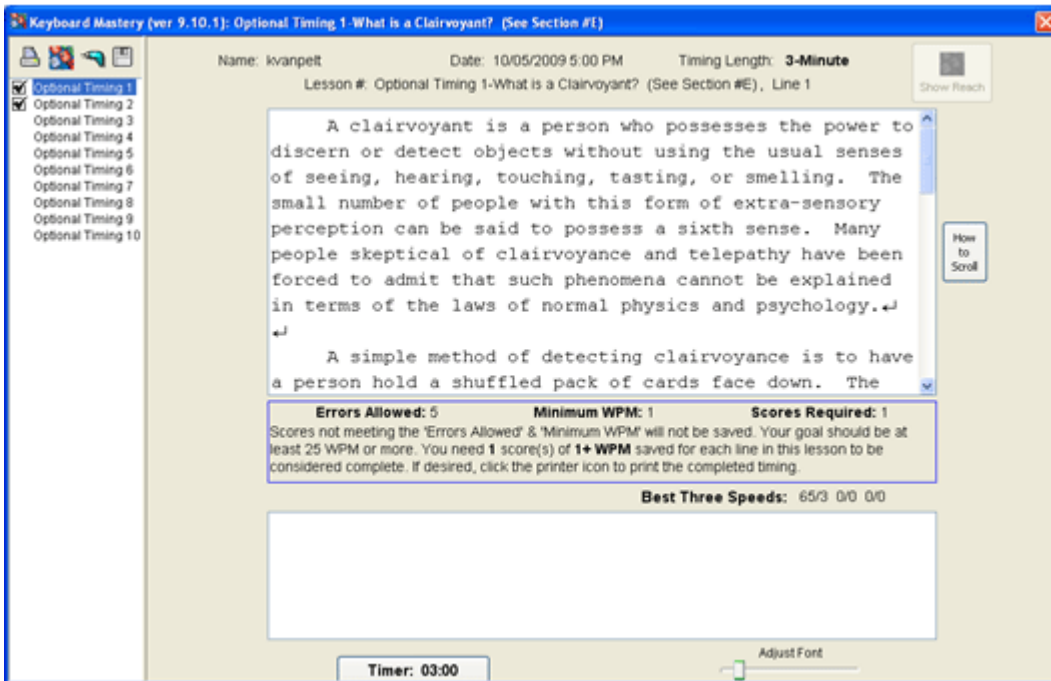 Keyboard Mastery (ver 9.10.1): Optional Timing 1-What is a Clairvoyant? (See Section #E)
Optional Timing 1
Optional Timing 2
Optional Timing 3
Optional Timing 4
Optional Timing 5
Optional Timing 6
Optional Timing 7
Optional Timing 8
Optional Timing 9
Optional Timing 10
Name: kvanpelt Date: 10/05/2009 5:00 PM Timing Length: 3-Minute
Lesson #: Optional Timing 1-What is a Clairvoyant? (See Section #E), Line 1
Show Reach
A clairvoyant is a person who possesses the power to
discern or detect objects without using the usual senses
of seeing, hearing, touching, tasting, or smelling. The
small number of people with this form of extra-sensory
perception can be said to possess a sixth sense. Many
people skeptical of clairvoyance and telepathy have been
forced to admit that such phenomena cannot be explained
in terms of the laws of normal physics and psychology.↵
↵
A simple method of detecting clairvoyance is to have
a person hold a shuffled pack of cards face down. The
How
to
Scroll
Errors Allowed: 5 Minimum WPM: 1 Scores Required: 1
Scores not meeting the 'Errors Allowed' & 'Minimum WPM' will not be saved. Your goal should be at
least 25 WPM or more. You need 1 score(s) of 1+ WPM saved for each line in this lesson to be
considered complete. If desired, click the printer icon to print the completed timing.
Best Three Speeds: 65/3 0/0 0/0
Timer: 03:00
Adjust Font